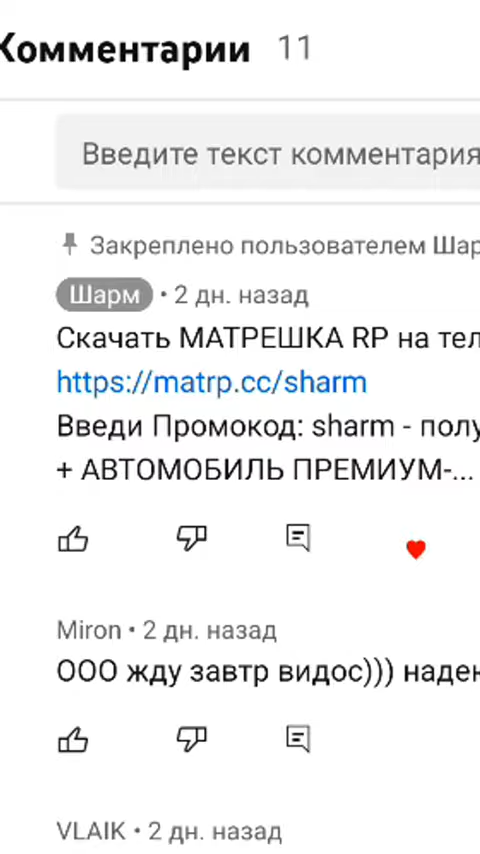 Комментарии 11
Введите текст комментария
Закреплено пользователем Шар
Шарм • 2 дн. назад
Скачать МАТРЕШКА RP на тел
https://matrp.cc/sharm
Введи Промокод: sharm - полу
+ АВТОМОБИЛЬ ПРЕМИУМ-...
Miron • 2 дн. назад
ООО жду завтр видос))) наде
VLAIK • 2 дн. назад